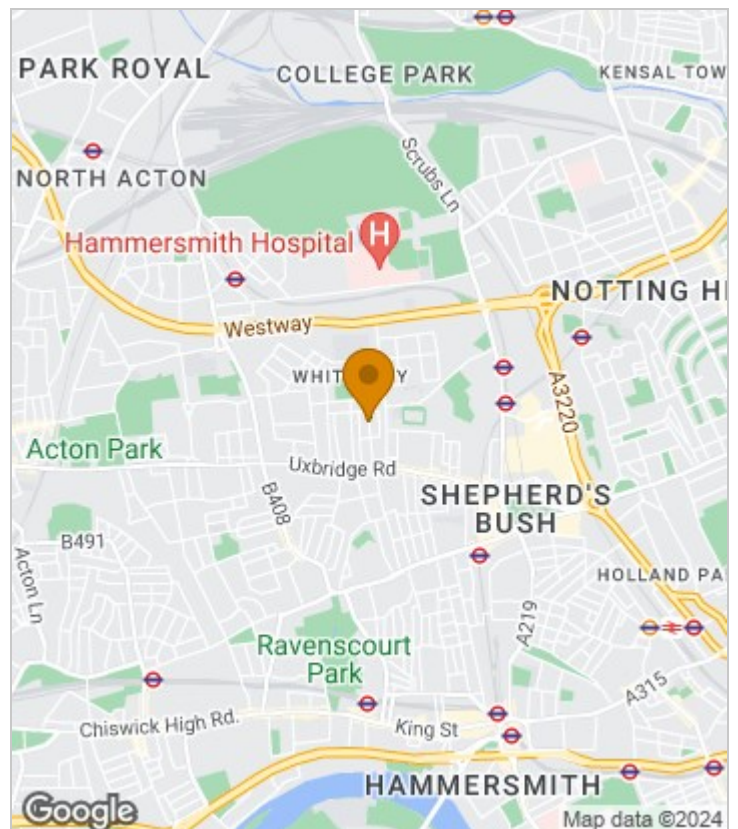 PARK ROYAL
COLLEGE PARK
KENSAL TOW
NORTH ACTON
Scrubs Ln
Hammersmith Hospital
H
NOTTING HI
Westway
WHIT Y
A3220
Acton Park
Uxbridge Rd
B408
SHEPHERD'S
BUSH
B491
Acton Ln
HOLLAND PA
A219
Ravenscourt
Park
A315
Chiswick High Rd.
King St
HAMMERSMITH
Google
Map data ©2024